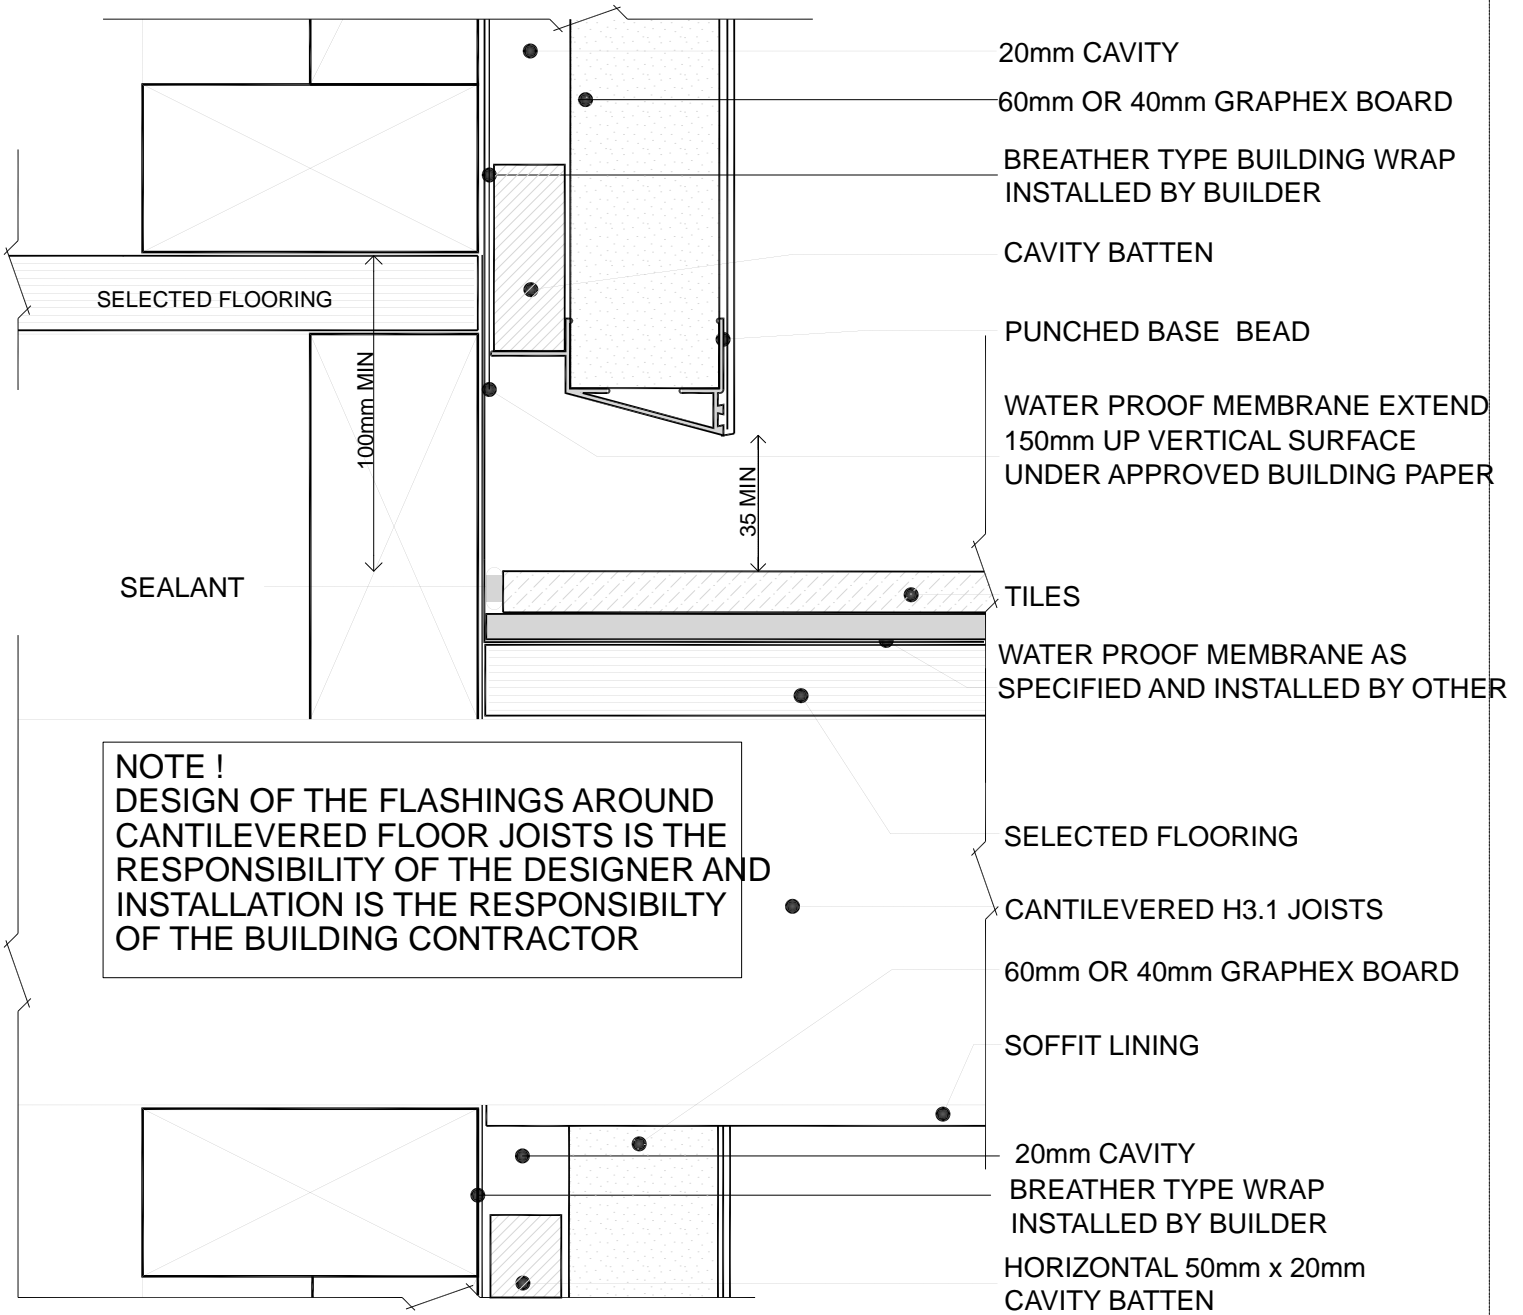 20mm CAVITY
60mm OR 40mm GRAPHEX BOARD
BREATHER TYPE BUILDING WRAP
INSTALLED BY BUILDER
CAVITY BATTEN
SELECTED FLOORING
PUNCHED BASE BEAD
100mm MIN
WATER PROOF MEMBRANE EXTEND
150mm UP VERTICAL SURFACE
UNDER APPROVED BUILDING PAPER
35 MIN
SEALANT
TILES
WATER PROOF MEMBRANE AS
SPECIFIED AND INSTALLED BY OTHER
NOTE !
DESIGN OF THE FLASHINGS AROUND
CANTILEVERED FLOOR JOISTS IS THE
RESPONSIBILITY OF THE DESIGNER AND
INSTALLATION IS THE RESPONSIBILTY
OF THE BUILDING CONTRACTOR
SELECTED FLOORING
CANTILEVERED H3.1 JOISTS
60mm OR 40mm GRAPHEX BOARD
SOFFIT LINING
20mm CAVITY
BREATHER TYPE WRAP
INSTALLED BY BUILDER
HORIZONTAL 50mm x 20mm
CAVITY BATTEN